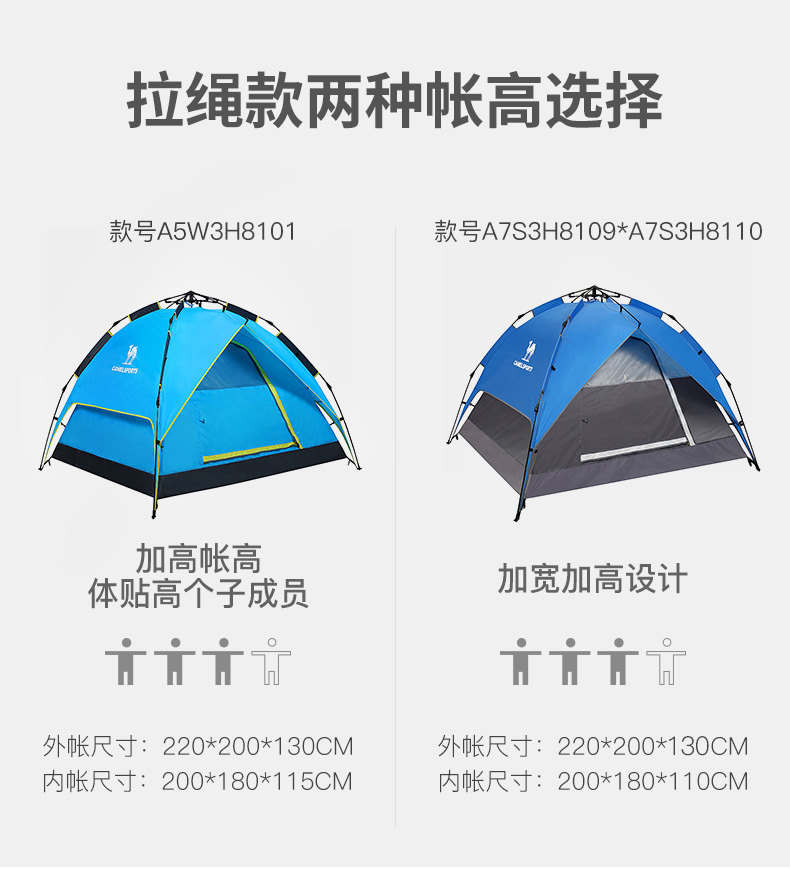 拉绳款两种帐高选择
款号A5W3H8101
款号A7S3H8109*A7S3H8110
CAMELSPORTS
CAMELSPORTS
加高帐高
体贴高个子成员
加宽加高设计
外帐尺寸：220*200*130CM
内帐尺寸：200*180*115CM
外帐尺寸：220*200*130CM
内帐尺寸：200*180*110CM